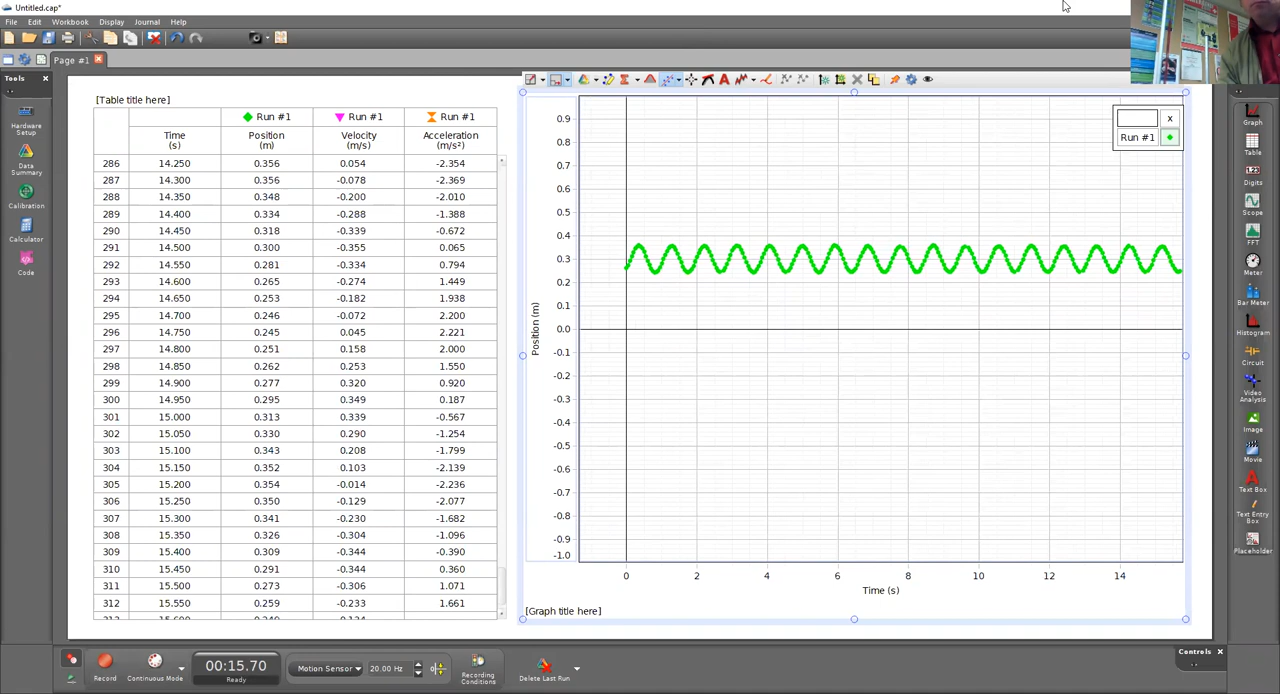 Untitled.cap*
File Edit Workbook Display Journal Help
Page #1
Tools
Hardware Setup
Data Summary
Calibration
Calculator
Code
[Table title here]
Run #1 Run #1 Run #1
Time (s) Position (m) Velocity (m/s) Acceleration (m/s²)
286 14.250 0.356 0.054 -2.354
287 14.300 0.356 -0.078 -2.369
288 14.350 0.348 -0.200 -2.010
289 14.400 0.334 -0.288 -1.388
290 14.450 0.318 -0.339 -0.672
291 14.500 0.300 -0.355 0.065
292 14.550 0.281 -0.334 0.794
293 14.600 0.265 -0.274 1.449
294 14.650 0.253 -0.182 1.938
295 14.700 0.246 -0.072 2.200
296 14.750 0.245 0.045 2.221
297 14.800 0.251 0.158 2.000
298 14.850 0.262 0.253 1.550
299 14.900 0.277 0.320 0.920
300 14.950 0.295 0.349 0.187
301 15.000 0.313 0.339 -0.567
302 15.050 0.330 0.290 -1.254
303 15.100 0.343 0.208 -1.799
304 15.150 0.352 0.103 -2.139
305 15.200 0.354 -0.014 -2.236
306 15.250 0.350 -0.129 -2.077
307 15.300 0.341 -0.230 -1.682
308 15.350 0.326 -0.304 -1.096
309 15.400 0.309 -0.344 -0.390
310 15.450 0.291 -0.344 0.360
311 15.500 0.273 -0.306 1.071
312 15.550 0.259 -0.233 1.661
x
Run #1
0.9
0.8
0.7
0.6
0.5
0.4
0.3
0.2
0.1
0.0
-0.1
-0.2
-0.3
-0.4
-0.5
-0.6
-0.7
-0.8
-0.9
-1.0
Position (m)
0 2 4 6 8 10 12 14
Time (s)
[Graph title here]
Graph
Table
1.23
Digits
Scope
FFT
Meter
Bar Meter
Histogram
Circuit
Video Analysis
Image
Movie
Text Box
Text Entry Box
Placeholder
Record
Continuous Mode
00:15.70
Ready
Motion Sensor
20.00 Hz
Recording Conditions
Delete Last Run
Controls